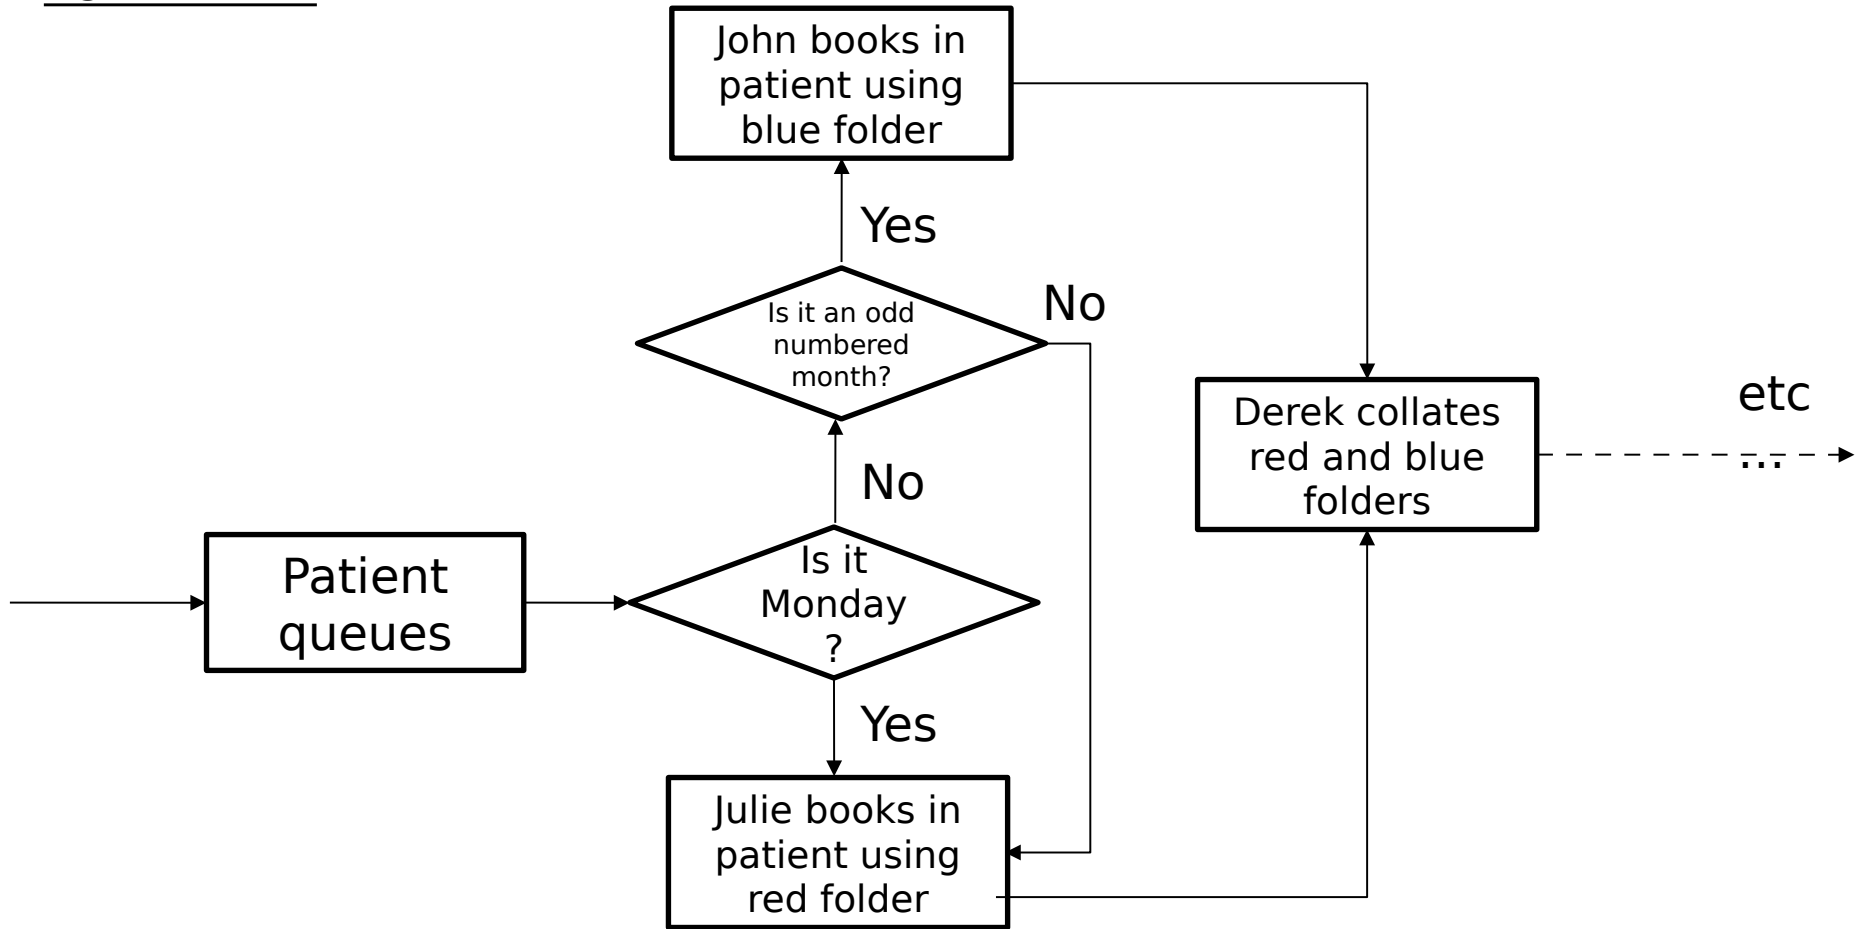 John books in
patient using
blue folder
Yes
Is it an odd
numbered
month?
No
Derek collates
red and blue
folders
etc
...
No
Patient
queues
Is it
Monday
?
Yes
Julie books in
patient using
red folder